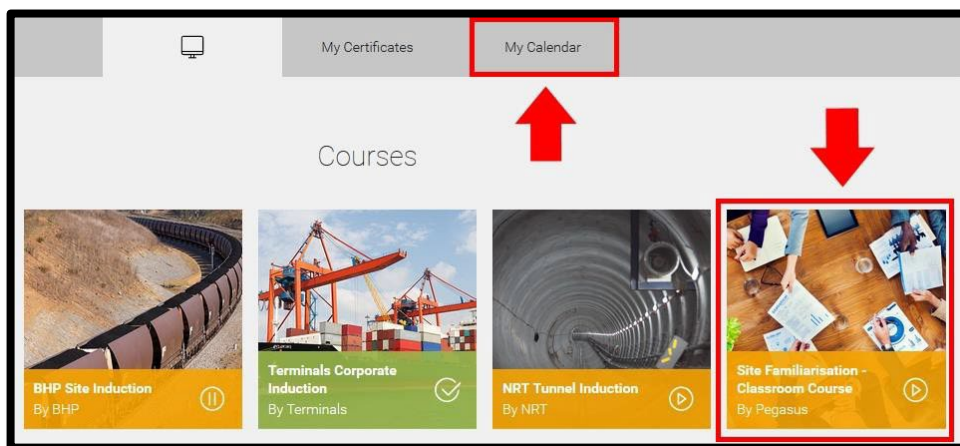 My Certificates
My Calendar
Courses
BHP Site Induction
By BHP
Terminals Corporate
Induction
By Terminals
NRT Tunnel Induction
By NRT
Site Familiarisation -
Classroom Course
By Pegasus